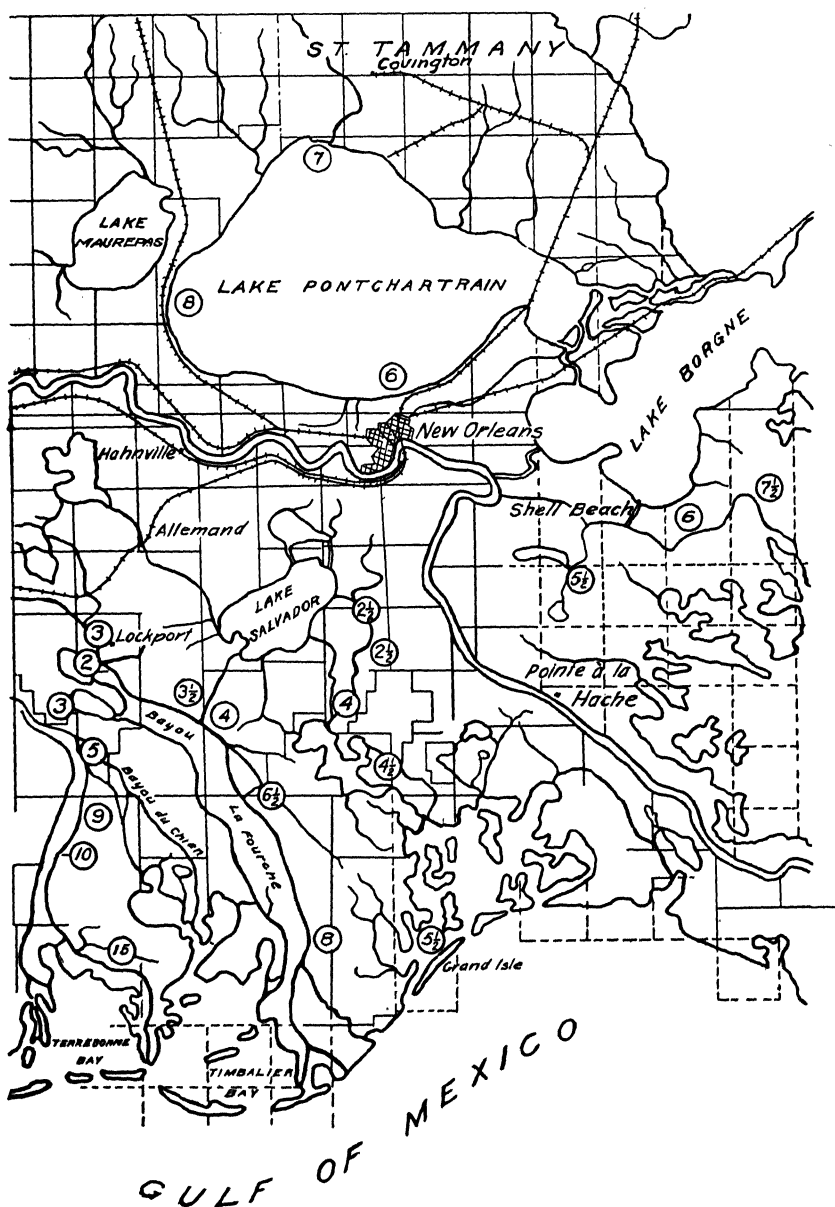 ST. TAMMANY
Covington
7
LAKE
MAUREPAS
LAKE PONTCHARTRAIN
8
6
LAKE BORGNE
New Orleans
Hahnville
7½
Shell Beach
6
Allemand
5½
LAKE
SALVADOR
2½
3
Lockport
2
2½
Pointe à la
Hache
3½
3
4
4
Bayou
5
4½
Bayou du Chien
6½
La Fourche
9
10
15
8
5½
Grand Isle
TERREBONNE
BAY
TIMBALIER
BAY
GULF OF MEXICO